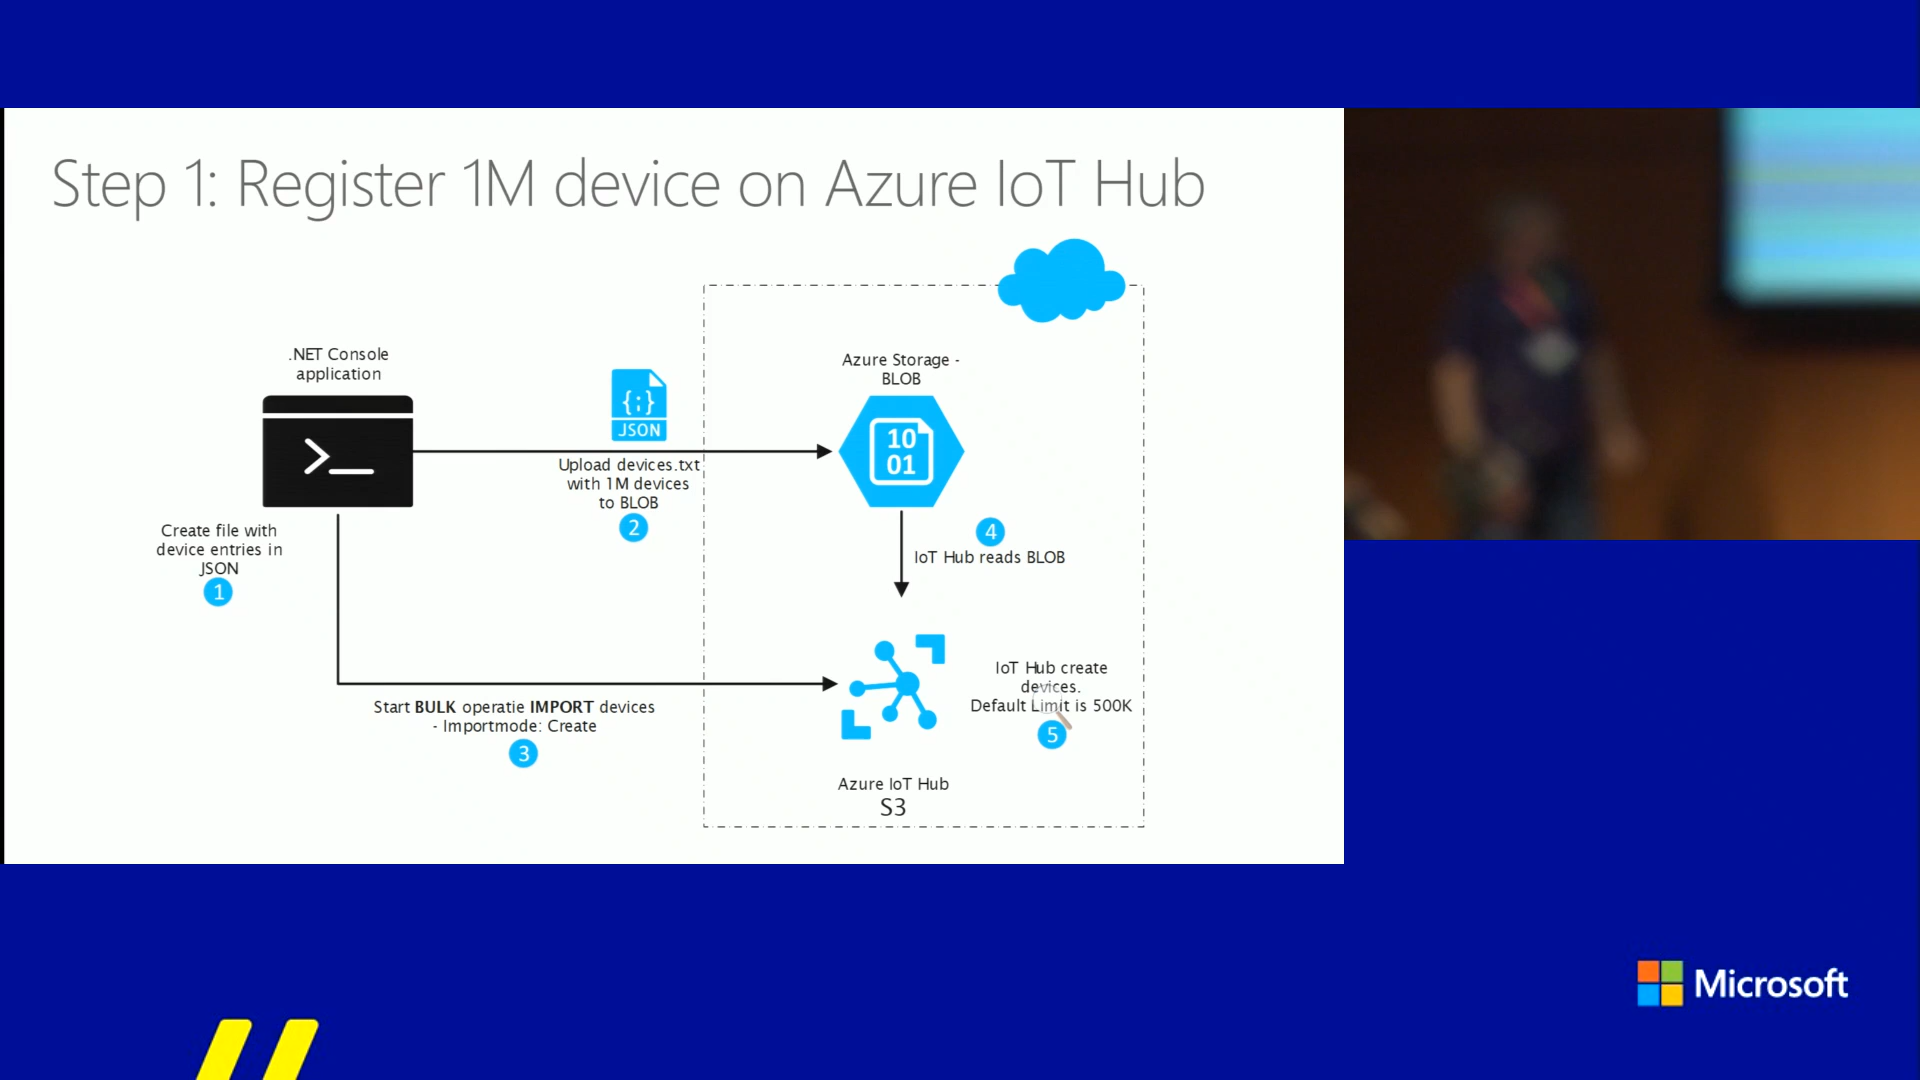 Step 1: Register 1M device on Azure IoT Hub
.NET Console
application
Create file with
device entries in
JSON
1
{;}
JSON
Upload devices.txt
with 1M devices
to BLOB
2
Start BULK operatie IMPORT devices
- Importmode: Create
3
Azure Storage -
BLOB
10
01
4
IoT Hub reads BLOB
IoT Hub create
devices.
Default Limit is 500K
5
Azure IoT Hub
S3
Microsoft